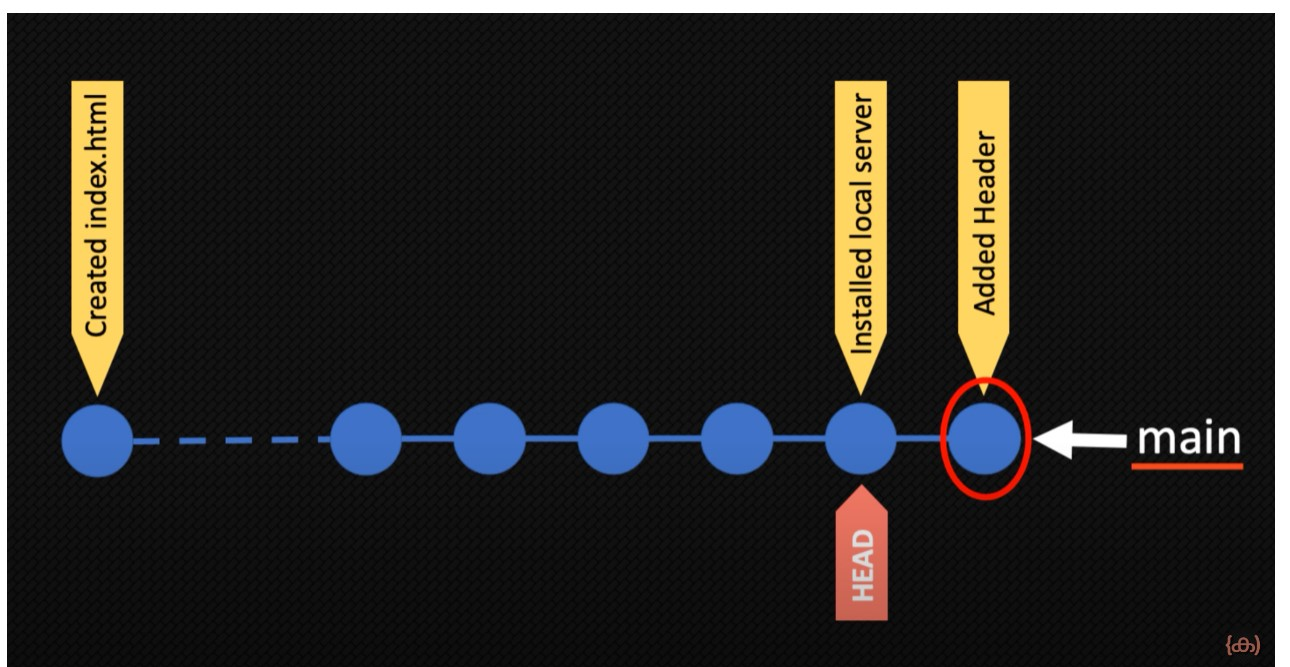 Created index.html
Installed local server
Added Header
main
HEAD
{க}